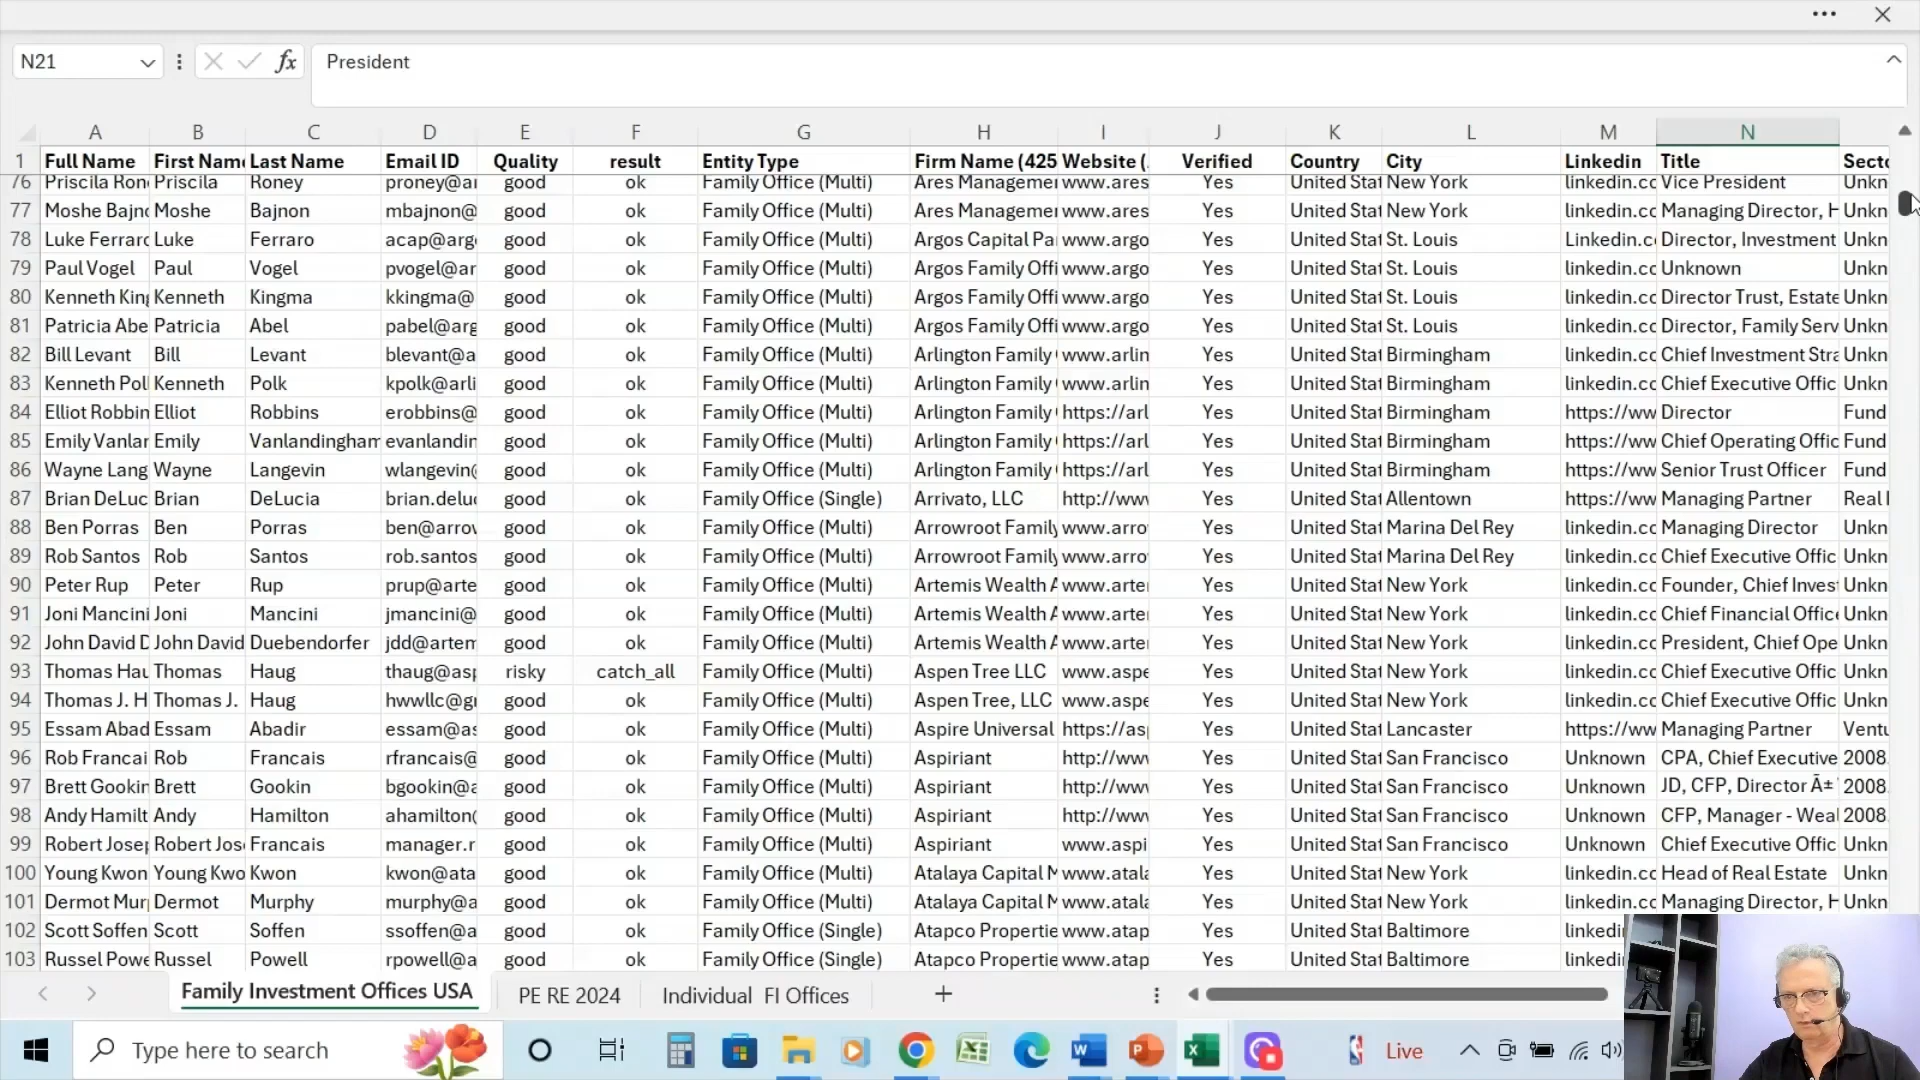 N21 fx President
A B C D E F G H I J K L M N
1 Full Name First Name Last Name Email ID Quality result Entity Type Firm Name (425 Website (. Verified Country City Linkedin Title Secto
76 Priscila Ron Priscila Roney proney@ar good ok Family Office (Multi) Ares Managemen www.ares Yes United Stat New York linkedin.cc Vice President Unkn
77 Moshe Bajno Moshe Bajnon mbajnon@ good ok Family Office (Multi) Ares Managemen www.ares Yes United Stat New York linkedin.cc Managing Director, H Unkn
78 Luke Ferraro Luke Ferraro acap@argo good ok Family Office (Multi) Argos Capital Pa www.argo Yes United Stat St. Louis Linkedin.c Director, Investment Unkn
79 Paul Vogel Paul Vogel pvogel@ar good ok Family Office (Multi) Argos Family Offi www.argo Yes United Stat St. Louis linkedin.cc Unknown Unkn
80 Kenneth King Kenneth Kingma kkingma@ good ok Family Office (Multi) Argos Family Offi www.argo Yes United Stat St. Louis linkedin.cc Director Trust, Estate Unkn
81 Patricia Abe Patricia Abel pabel@arg good ok Family Office (Multi) Argos Family Offi www.argo Yes United Stat St. Louis linkedin.cc Director, Family Serv Unkn
82 Bill Levant Bill Levant blevant@a good ok Family Office (Multi) Arlington Family www.arlin Yes United Stat Birmingham linkedin.cc Chief Investment Stra Unkn
83 Kenneth Pol Kenneth Polk kpolk@arli good ok Family Office (Multi) Arlington Family www.arlin Yes United Stat Birmingham linkedin.cc Chief Executive Offic Unkn
84 Elliot Robbin Elliot Robbins erobbins@ good ok Family Office (Multi) Arlington Family https://arl Yes United Stat Birmingham https://ww Director Fund
85 Emily Vanlar Emily Vanlandingham evanlandin good ok Family Office (Multi) Arlington Family https://arl Yes United Stat Birmingham https://ww Chief Operating Offic Fund
86 Wayne Lang Wayne Langevin wlangevin@ good ok Family Office (Multi) Arlington Family https://arl Yes United Stat Birmingham https://ww Senior Trust Officer Fund
87 Brian DeLuc Brian DeLucia brian.deluc good ok Family Office (Single) Arrivato, LLC http://www Yes United Stat Allentown https://ww Managing Partner Real
88 Ben Porras Ben Porras ben@arrow good ok Family Office (Multi) Arrowroot Family www.arro Yes United Stat Marina Del Rey linkedin.cc Managing Director Unkn
89 Rob Santos Rob Santos rob.santos good ok Family Office (Multi) Arrowroot Family www.arro Yes United Stat Marina Del Rey linkedin.cc Chief Executive Offic Unkn
90 Peter Rup Peter Rup prup@arte good ok Family Office (Multi) Artemis Wealth A www.arte Yes United Stat New York linkedin.cc Founder, Chief Invest Unkn
91 Joni Mancini Joni Mancini jmancini@ good ok Family Office (Multi) Artemis Wealth A www.arte Yes United Stat New York linkedin.cc Chief Financial Office Unkn
92 John David D John David Duebendorfer jdd@artem good ok Family Office (Multi) Artemis Wealth A www.arte Yes United Stat New York linkedin.cc President, Chief Ope Unkn
93 Thomas Hau Thomas Haug thaug@asp risky catch_all Family Office (Multi) Aspen Tree LLC www.aspe Yes United Stat New York linkedin.cc Chief Executive Offic Unkn
94 Thomas J. H Thomas J. Haug hwwllc@gr good ok Family Office (Multi) Aspen Tree, LLC www.aspe Yes United Stat New York linkedin.cc Chief Executive Offic Unkn
95 Essam Abad Essam Abadir essam@as good ok Family Office (Multi) Aspire Universal https://as Yes United Stat Lancaster https://ww Managing Partner Ventu
96 Rob Francai Rob Francais rfrancais@ good ok Family Office (Multi) Aspiriant http://www Yes United Stat San Francisco Unknown CPA, Chief Executive 2008
97 Brett Gookin Brett Gookin bgookin@a good ok Family Office (Multi) Aspiriant http://www Yes United Stat San Francisco Unknown JD, CFP, Director Ã± 2008
98 Andy Hamilt Andy Hamilton ahamilton@ good ok Family Office (Multi) Aspiriant http://www Yes United Stat San Francisco Unknown CFP, Manager - Weal 2008
99 Robert Josep Robert Jos Francais manager.r good ok Family Office (Multi) Aspiriant www.aspi Yes United Stat San Francisco Unknown Chief Executive Offic Unkn
100 Young Kwon Young Kwo Kwon kwon@ata good ok Family Office (Multi) Atalaya Capital M www.atala Yes United Stat New York linkedin.cc Head of Real Estate Unkn
101 Dermot Mur Dermot Murphy murphy@a good ok Family Office (Multi) Atalaya Capital M www.atala Yes United Stat New York linkedin.cc Managing Director, H Unkn
102 Scott Soffen Scott Soffen ssoffen@a good ok Family Office (Single) Atapco Propertie www.atap Yes United Stat Baltimore linkedi
103 Russel Powe Russel Powell rpowell@a good ok Family Office (Single) Atapco Propertie www.atap Yes United Stat Baltimore linkedi
Family Investment Offices USA PE RE 2024 Individual FI Offices
Type here to search Live